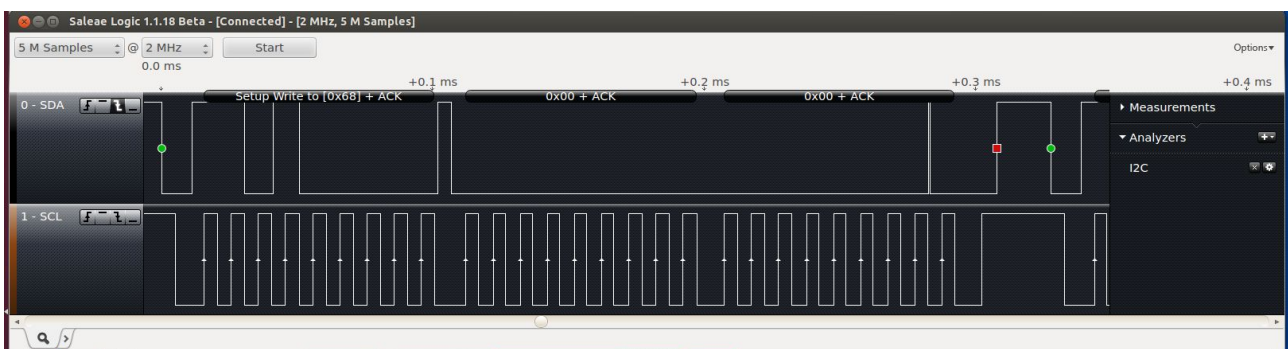 Saleae Logic 1.1.18 Beta - [Connected] - [2 MHz, 5 M Samples]
5 M Samples @ 2 MHz Start Options
0.0 ms
+0.1 ms +0.2 ms +0.3 ms +0.4 ms
0 - SDA Setup Write to [0x68] + ACK 0x00 + ACK 0x00 + ACK
Measurements
Analyzers
I2C
1 - SCL